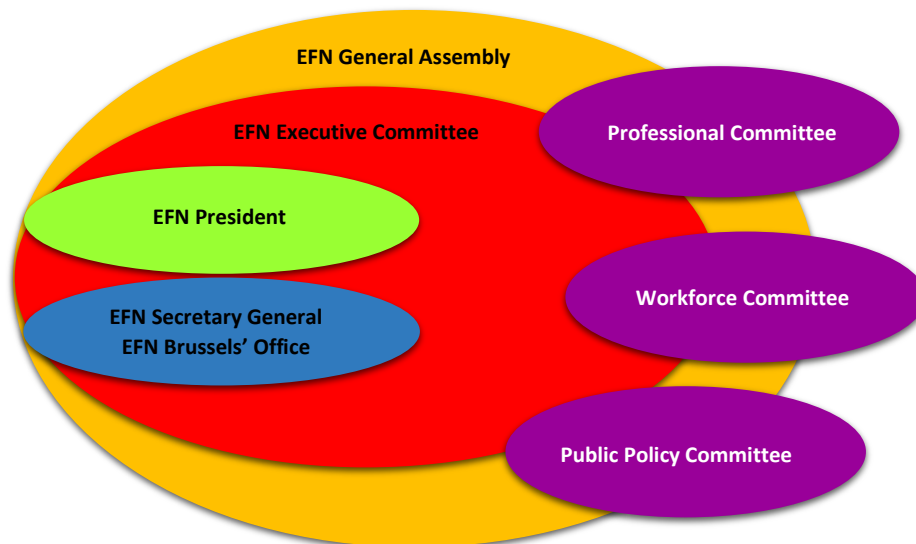 EFN General Assembly
EFN Executive Committee
Professional Committee
EFN President
Workforce Committee
EFN Secretary General
EFN Brussels’ Office
Public Policy Committee